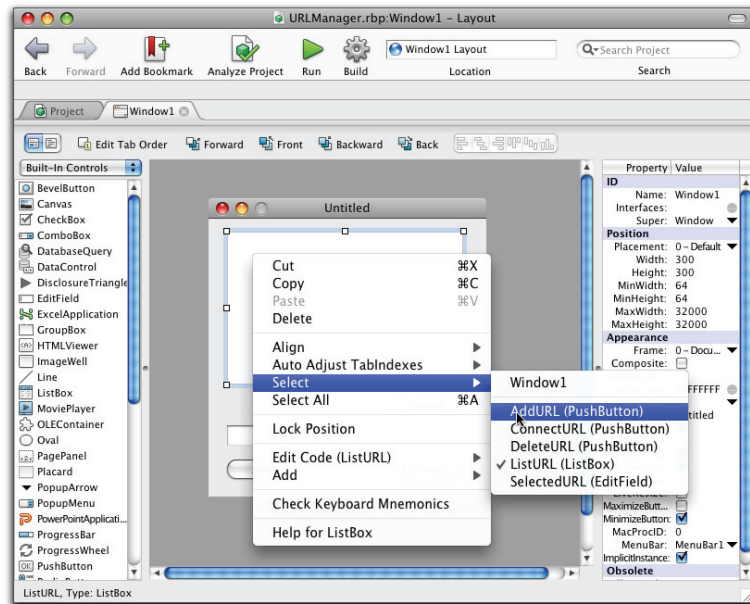 URLManager.rbp:Window1 – Layout
Window1 Layout
Search Project
Back Forward Add Bookmark Analyze Project Run Build Location Search
Project Window1
Edit Tab Order Forward Front Backward Back
Built-In Controls
BevelButton
Canvas
CheckBox
ComboBox
DatabaseQuery
DataControl
DisclosureTriangle
EditField
ExcelApplication
GroupBox
HTMLViewer
ImageWell
Line
ListBox
MoviePlayer
OLEContainer
Oval
PagePanel
Placard
PopupArrow
PopupMenu
PowerPointApplicati...
ProgressBar
ProgressWheel
PushButton
Untitled
Cut ⌘X
Copy ⌘C
Paste ⌘V
Delete
Align
Auto Adjust TabIndexes
Select
Select All ⌘A
Lock Position
Edit Code (ListURL)
Add
Check Keyboard Mnemonics
Help for ListBox
Window1
AddURL (PushButton)
ConnectURL (PushButton)
DeleteURL (PushButton)
✓ ListURL (ListBox)
SelectedURL (EditField)
Property Value
ID
Name: Window1
Interfaces:
Super: Window
Position
Placement: 0 – Default
Width: 300
Height: 300
MinWidth: 64
MinHeight: 64
MaxWidth: 32000
MaxHeight: 32000
Appearance
Frame: 0 – Docu...
Composite:
MaximizeButt...
MinimizeButton:
MacProcID: 0
MenuBar: MenuBar1
ImplicitInstance:
Obsolete
ListURL, Type: ListBox